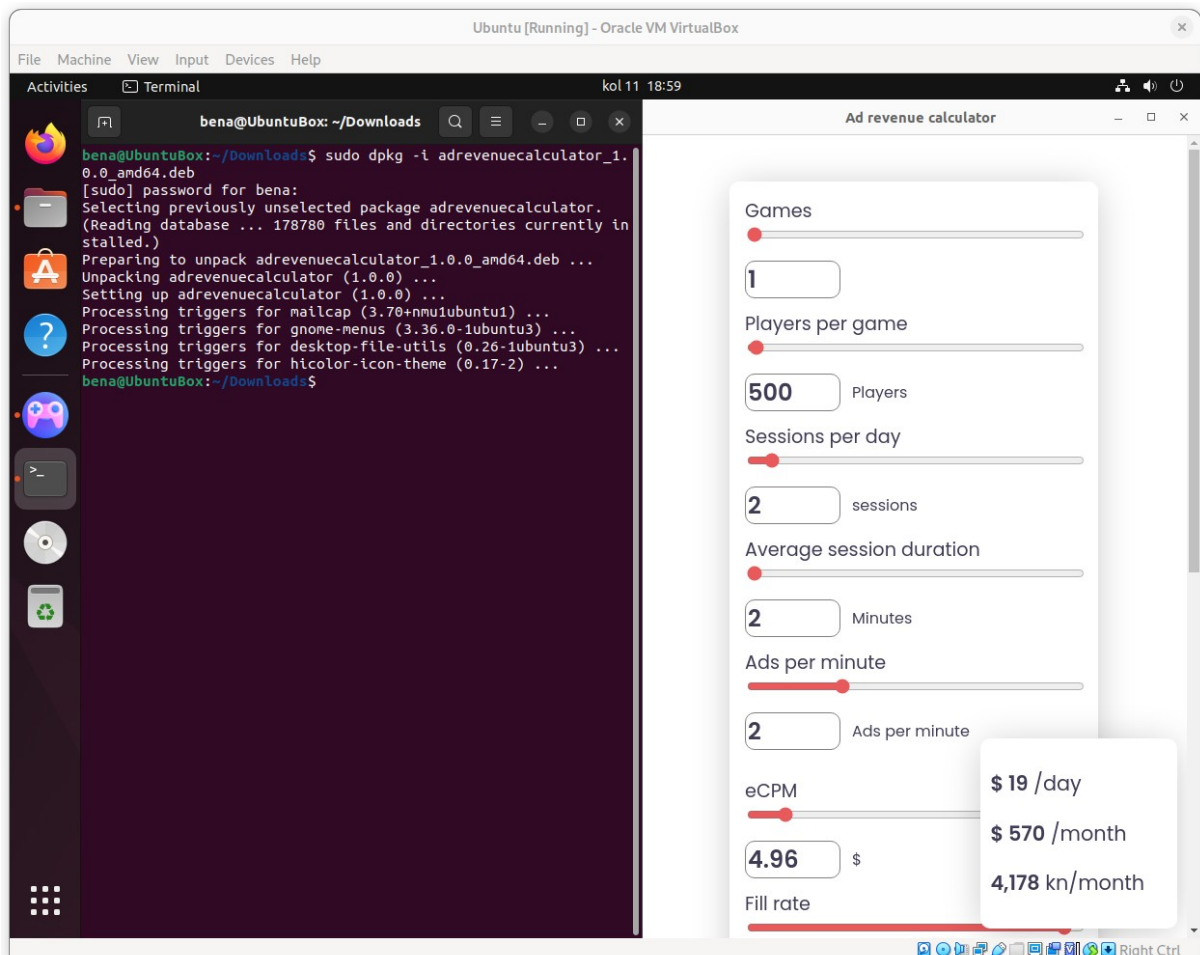 Ubuntu [Running] - Oracle VM VirtualBox
File Machine View Input Devices Help
Activities Terminal kol 11 18:59
bena@UbuntuBox: ~/Downloads
bena@UbuntuBox:~/Downloads$ sudo dpkg -i adrevenuecalculator_1.
0.0_amd64.deb
[sudo] password for bena:
Selecting previously unselected package adrevenuecalculator.
(Reading database ... 178780 files and directories currently in
stalled.)
Preparing to unpack adrevenuecalculator_1.0.0_amd64.deb ...
Unpacking adrevenuecalculator (1.0.0) ...
Setting up adrevenuecalculator (1.0.0) ...
Processing triggers for mailcap (3.70+nmu1ubuntu1) ...
Processing triggers for gnome-menus (3.36.0-1ubuntu3) ...
Processing triggers for desktop-file-utils (0.26-1ubuntu3) ...
Processing triggers for hicolor-icon-theme (0.17-2) ...
bena@UbuntuBox:~/Downloads$
Ad revenue calculator
Games
1
Players per game
500 Players
Sessions per day
2 sessions
Average session duration
2 Minutes
Ads per minute
2 Ads per minute
eCPM
4.96 $
Fill rate
$ 19 /day
$ 570 /month
4,178 kn/month
Right Ctrl